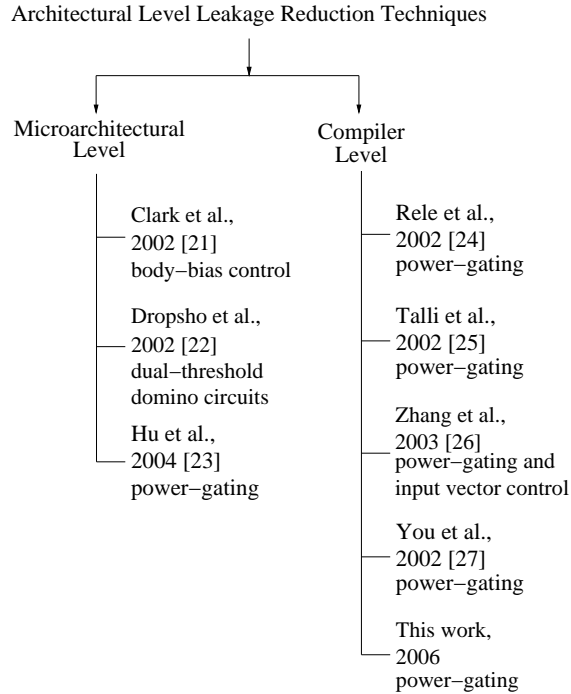 Architectural Level Leakage Reduction Techniques
Microarchitectural
Level
Clark et al.,
2002 [21]
body−bias control
Dropsho et al.,
2002 [22]
dual−threshold
domino circuits
Hu et al.,
2004 [23]
power−gating
Compiler
Level
Rele et al.,
2002 [24]
power−gating
Talli et al.,
2002 [25]
power−gating
Zhang et al.,
2003 [26]
power−gating and
input vector control
You et al.,
2002 [27]
power−gating
This work,
2006
power−gating